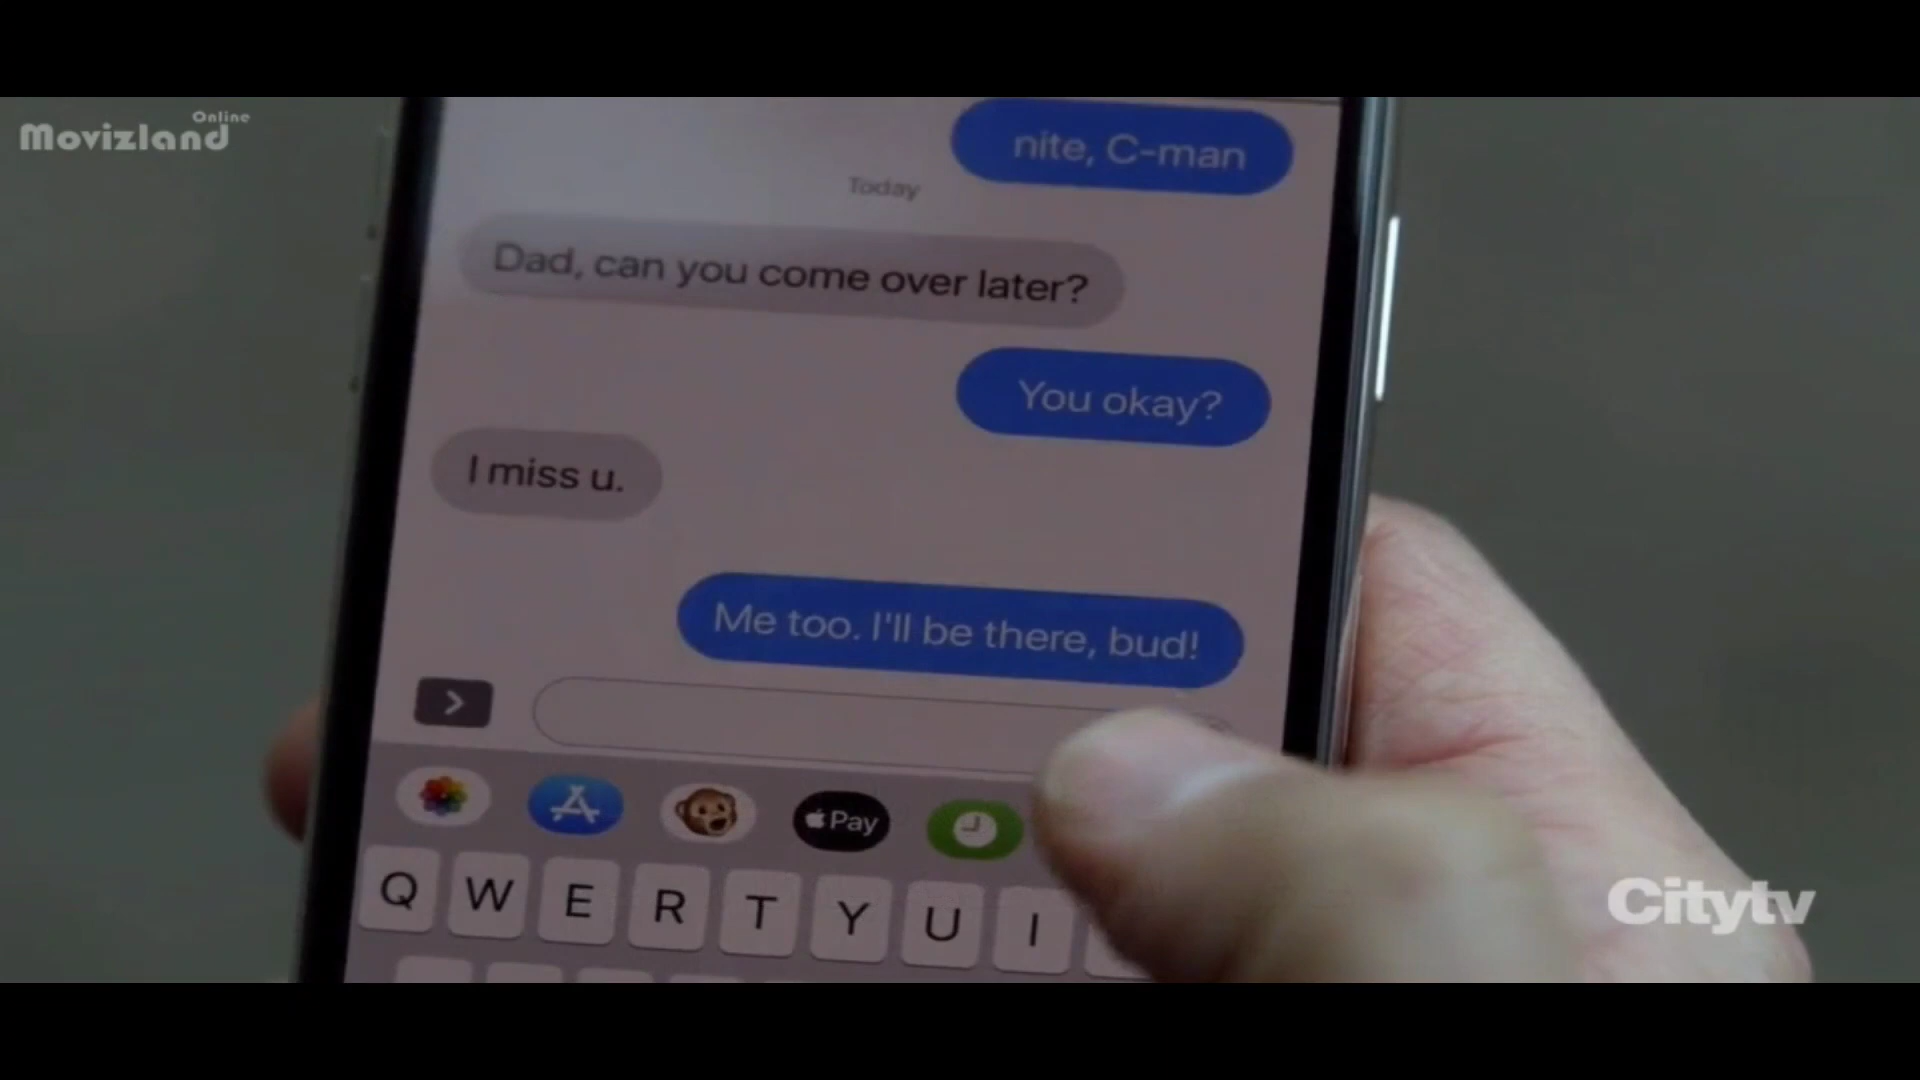 Online
Movizland
nite, C-man
Today
Dad, can you come over later?
You okay?
I miss u.
Me too. I'll be there, bud!
Pay
Q W E R T Y U I
Citytv